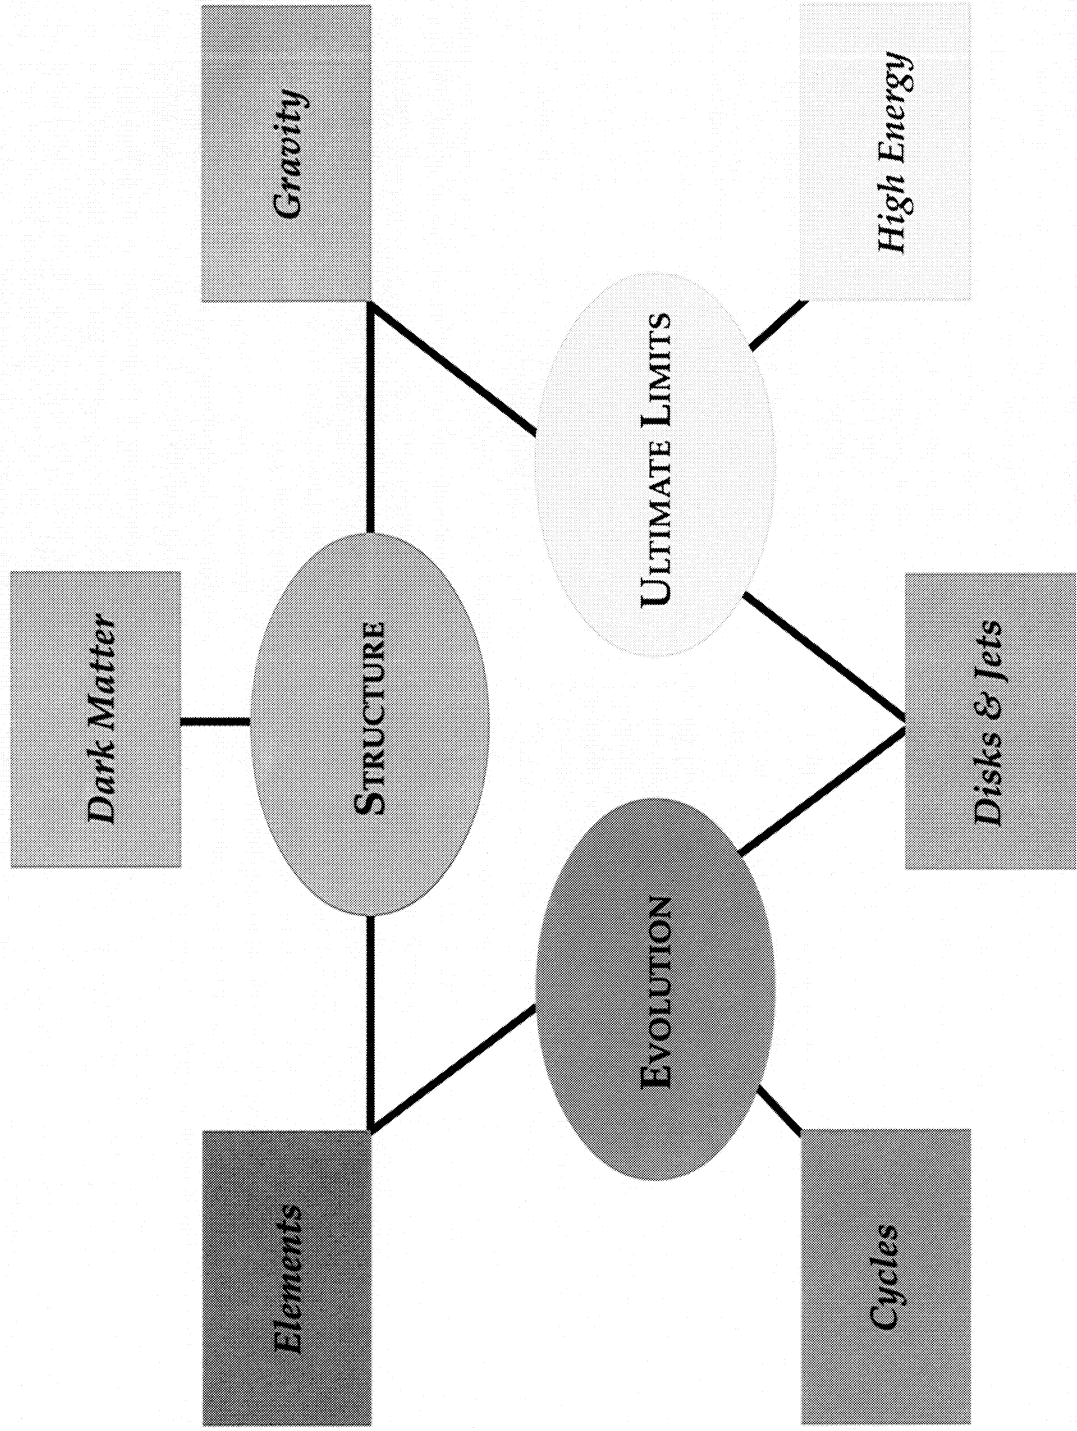 Dark Matter
Elements
Gravity
STRUCTURE
EVOLUTION
ULTIMATE LIMITS
Cycles
High Energy
Disks & Jets